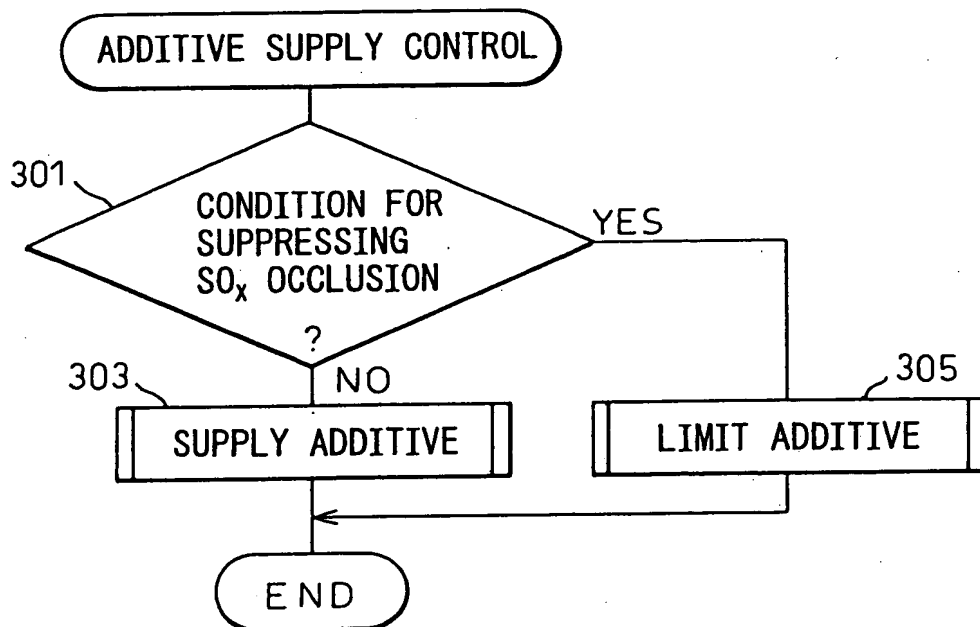 ADDITIVE SUPPLY CONTROL
301
CONDITION FOR
SUPPRESSING
SOx OCCLUSION
?
YES
NO
303
SUPPLY ADDITIVE
305
LIMIT ADDITIVE
END